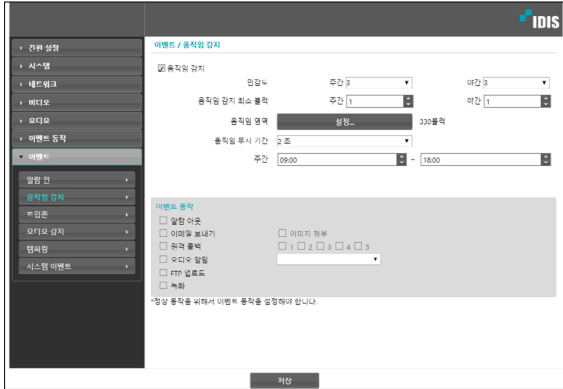 IDIS
이벤트 / 움직임 감지
간편 설정
시스템
네트워크
비디오
오디오
이벤트 동작
이벤트
알람 인
움직임 감지
트립존
오디오 감지
탬퍼링
시스템 이벤트
움직임 감지
민감도 주간 3 야간 3
움직임 감지 최소 블럭 주간 1 야간 1
움직임 영역 설정... 330블럭
움직임 무시 기간 2 초
주간 09:00 ~ 18:00
이벤트 동작
알람 아웃
이메일 보내기 이미지 첨부
원격 콜백 1 2 3 4 5
오디오 알림
FTP 업로드
녹화
*정상 동작을 위해서 이벤트 동작을 설정해야 합니다.
저장